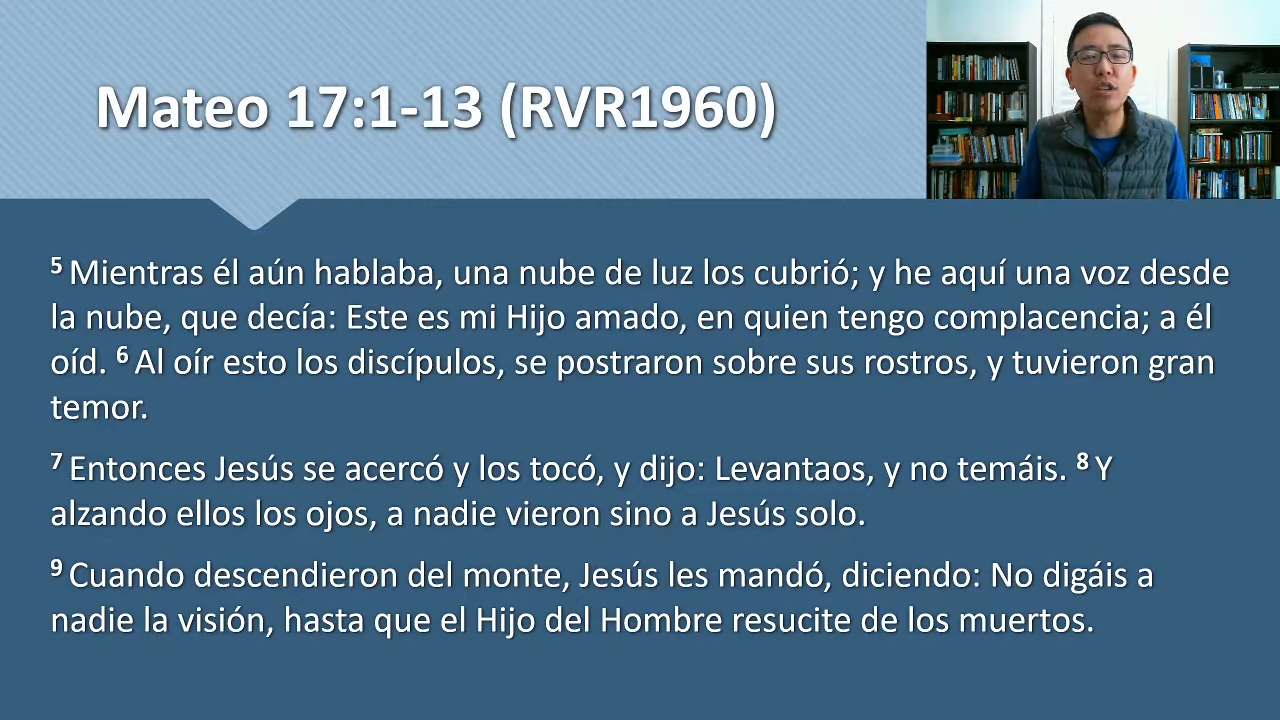 Mateo 17:1-13 (RVR1960)
5 Mientras él aún hablaba, una nube de luz los cubrió; y he aquí una voz desde
la nube, que decía: Este es mi Hijo amado, en quien tengo complacencia; a él
oíd. 6 Al oír esto los discípulos, se postraron sobre sus rostros, y tuvieron gran
temor.
7 Entonces Jesús se acercó y los tocó, y dijo: Levantaos, y no temáis. 8 Y
alzando ellos los ojos, a nadie vieron sino a Jesús solo.
9 Cuando descendieron del monte, Jesús les mandó, diciendo: No digáis a
nadie la visión, hasta que el Hijo del Hombre resucite de los muertos.